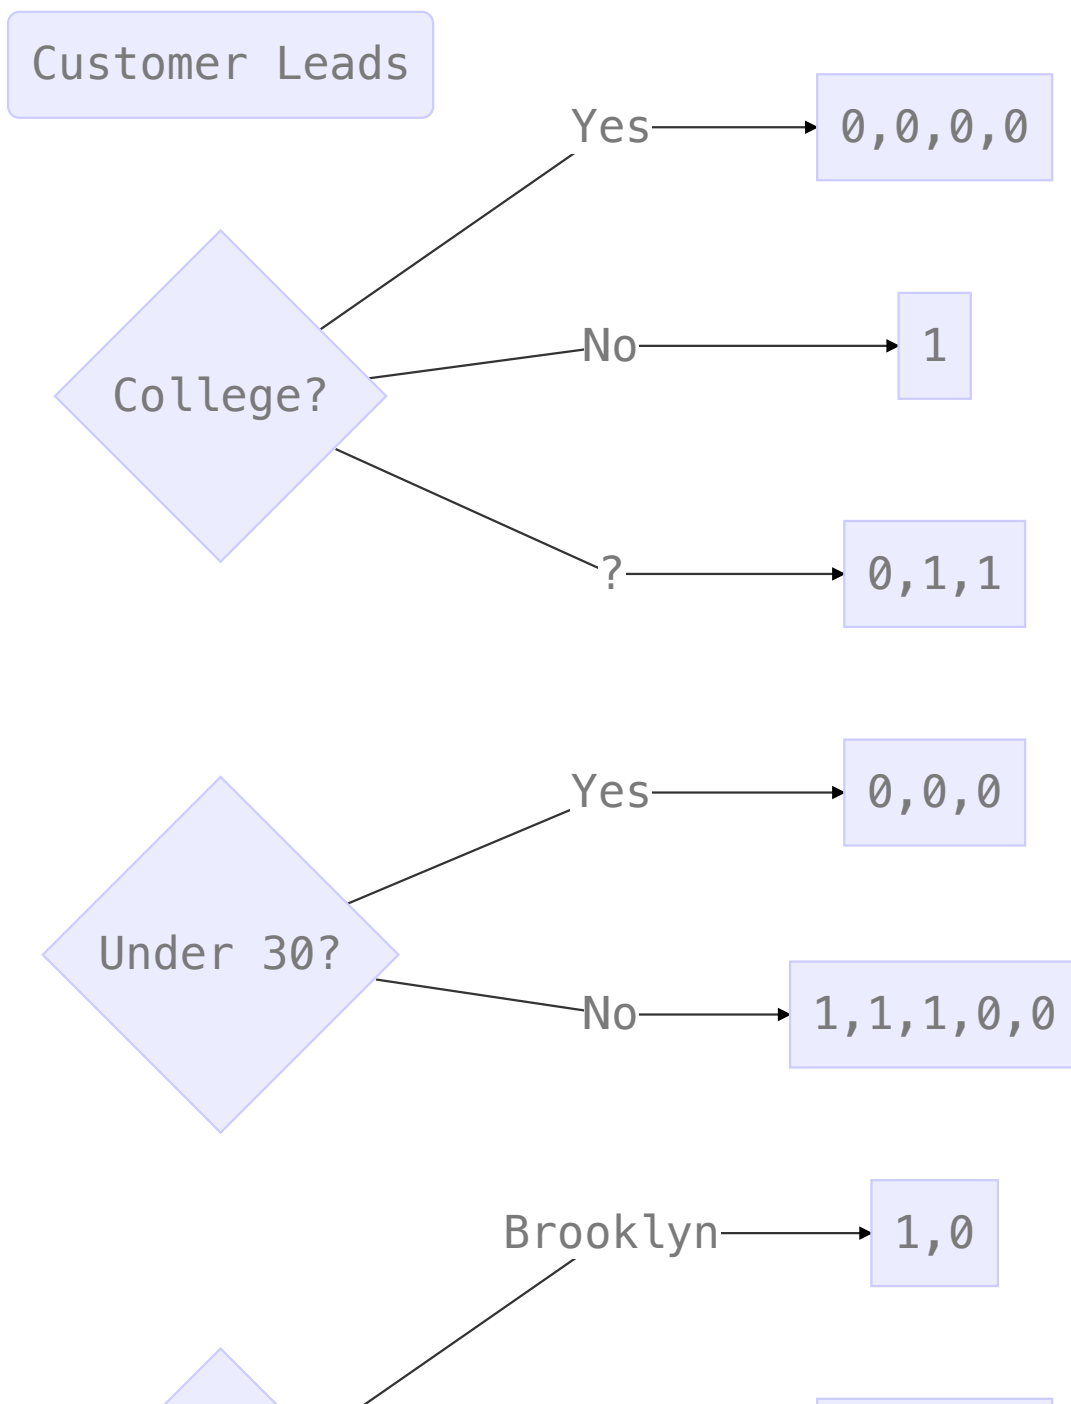 Customer Leads
Yes
0,0,0,0
No
1
College?
?
0,1,1
Yes
0,0,0
Under 30?
No
1,1,1,0,0
Brooklyn
1,0